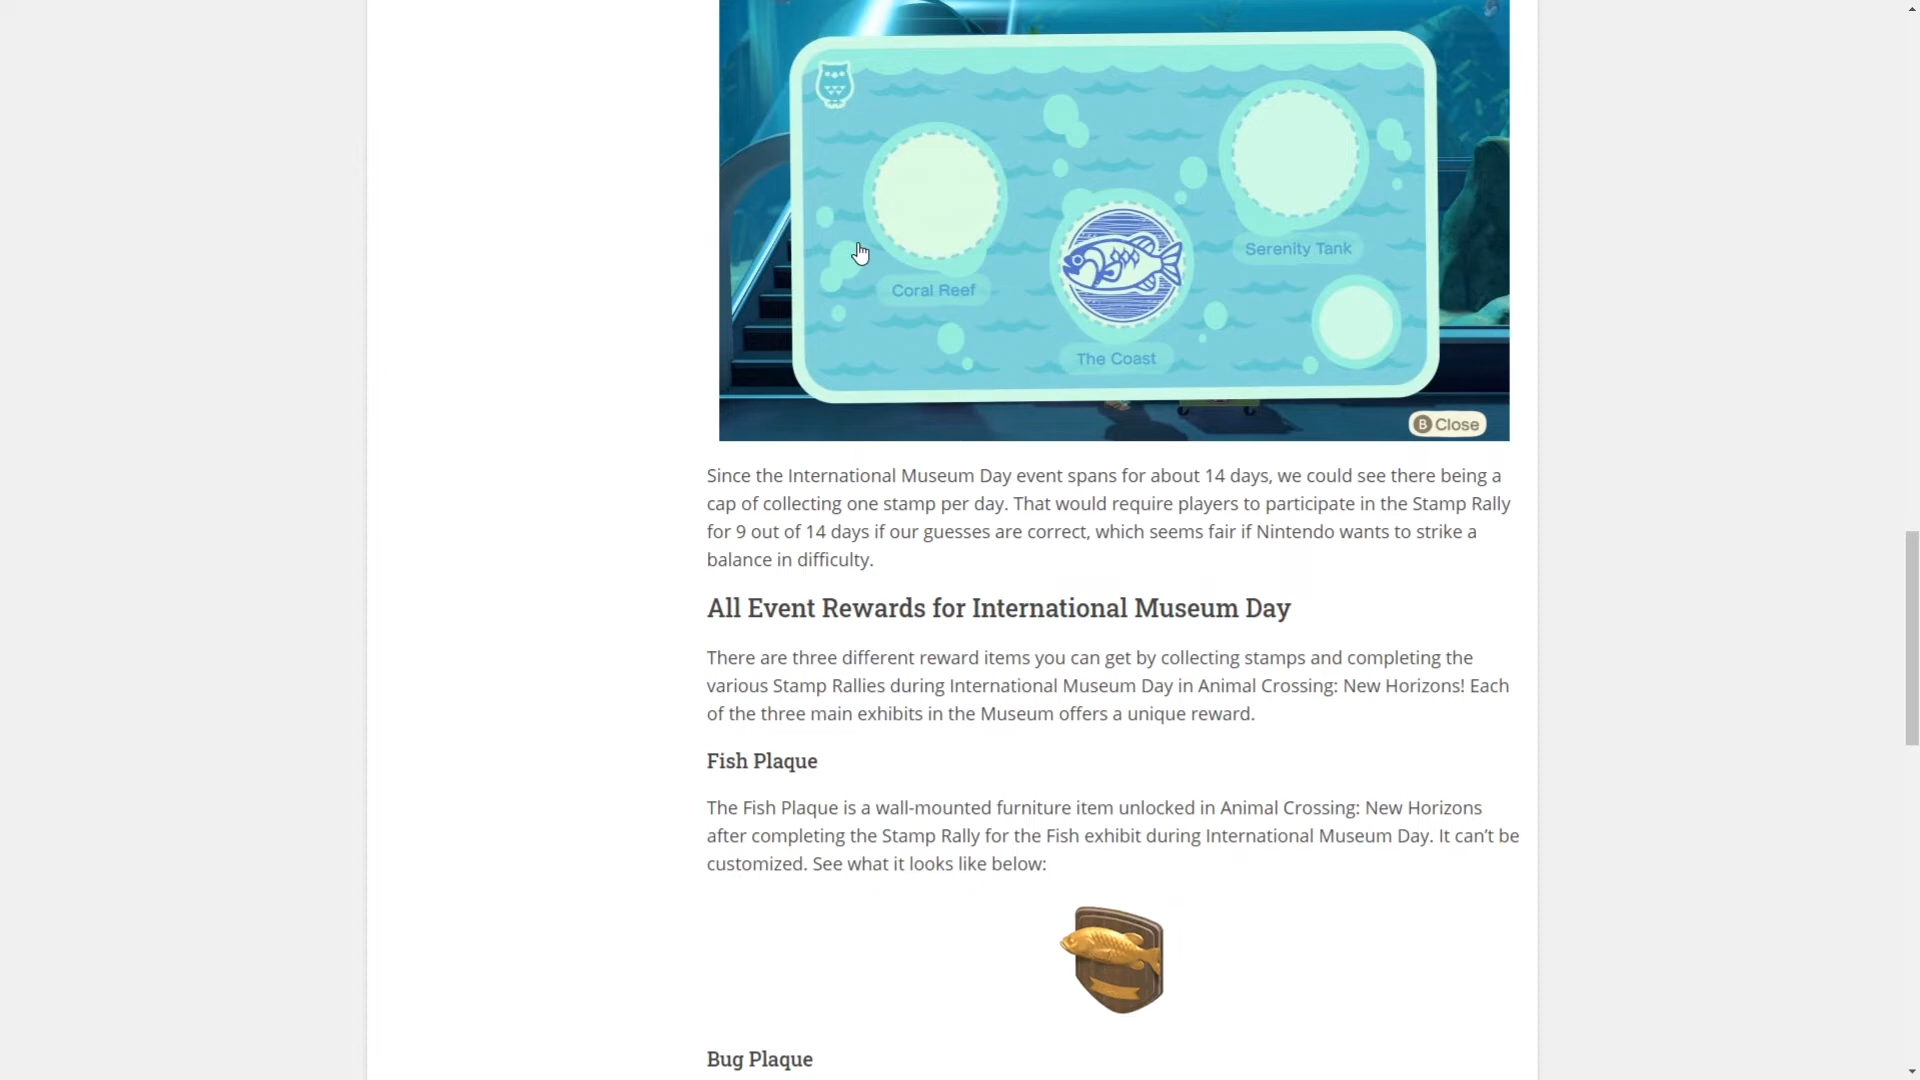 Coral Reef
The Coast
Serenity Tank
B Close
Since the International Museum Day event spans for about 14 days, we could see there being a
cap of collecting one stamp per day. That would require players to participate in the Stamp Rally
for 9 out of 14 days if our guesses are correct, which seems fair if Nintendo wants to strike a
balance in difficulty.
All Event Rewards for International Museum Day
There are three different reward items you can get by collecting stamps and completing the
various Stamp Rallies during International Museum Day in Animal Crossing: New Horizons! Each
of the three main exhibits in the Museum offers a unique reward.
Fish Plaque
The Fish Plaque is a wall-mounted furniture item unlocked in Animal Crossing: New Horizons
after completing the Stamp Rally for the Fish exhibit during International Museum Day. It can’t be
customized. See what it looks like below:
Bug Plaque